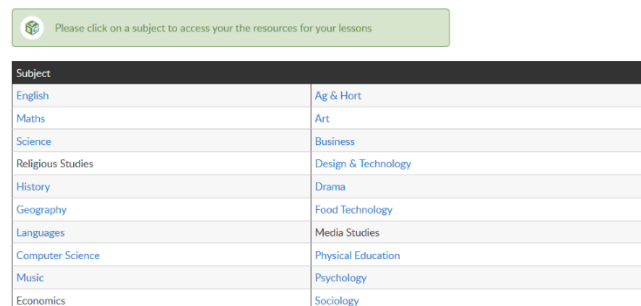 Please click on a subject to access your the resources for your lessons
Subject
English Ag & Hort
Maths Art
Science Business
Religious Studies Design & Technology
History Drama
Geography Food Technology
Languages Media Studies
Computer Science Physical Education
Music Psychology
Economics Sociology